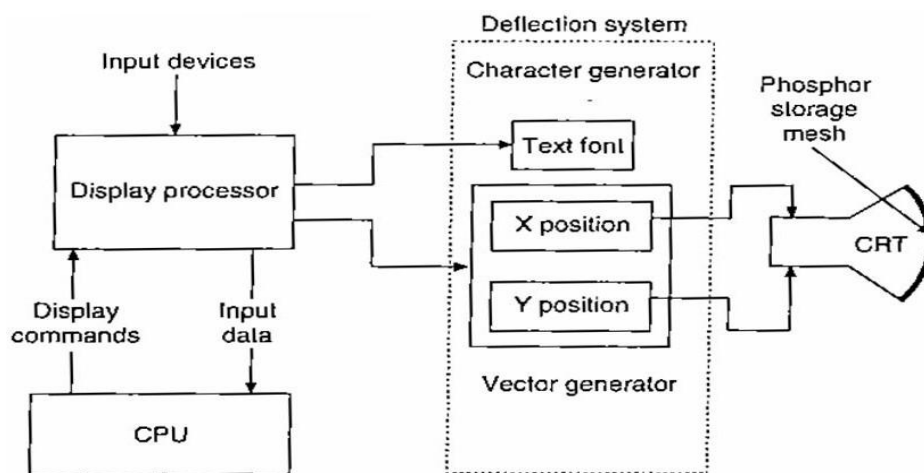 Deflection system
Input devices
Character generator
Phosphor
storage
mesh
Text font
Display processor
X position
CRT
Y position
Display
commands
Input
data
Vector generator
CPU